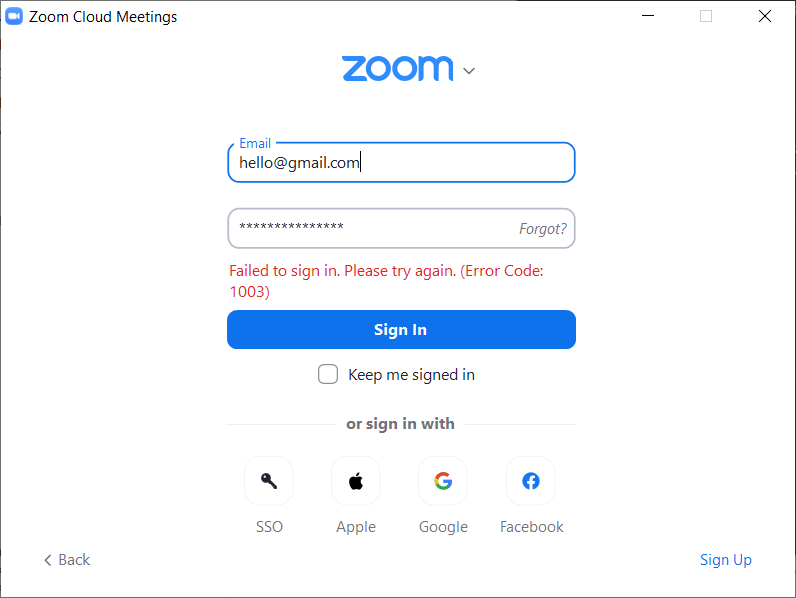 Zoom Cloud Meetings
zoom
Email
hello@gmail.com
***************
Forgot?
Failed to sign in. Please try again. (Error Code:
1003)
Sign In
Keep me signed in
or sign in with
SSO Apple Google Facebook
Back
Sign Up